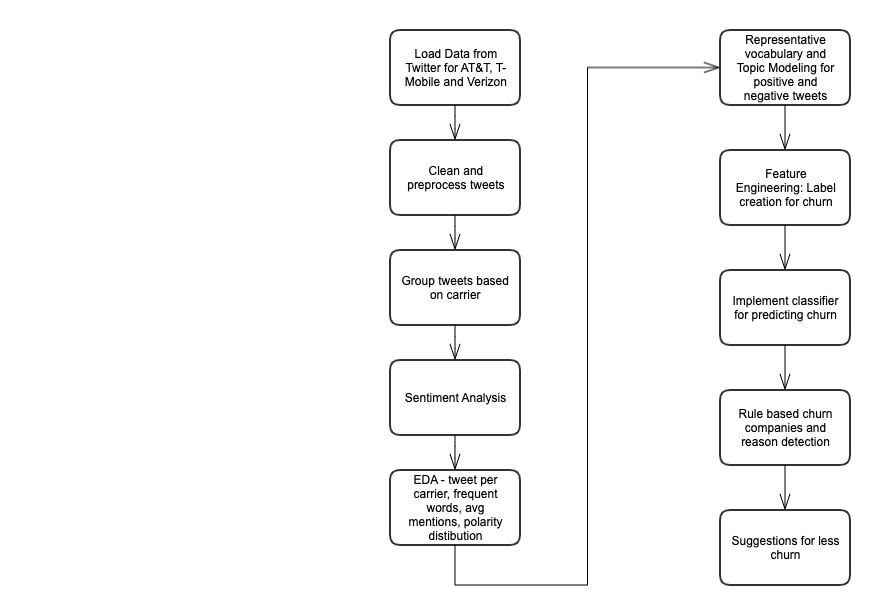 Load Data from
Twitter for AT&T, T-
Mobile and Verizon
Clean and
preprocess tweets
Group tweets based
on carrier
Sentiment Analysis
EDA - tweet per
carrier, frequent
words, avg
mentions, polarity
distibution
Representative
vocabulary and
Topic Modeling for
positive and
negative tweets
Feature
Engineering: Label
creation for churn
Implement classifier
for predicting churn
Rule based churn
companies and
reason detection
Suggestions for less
churn